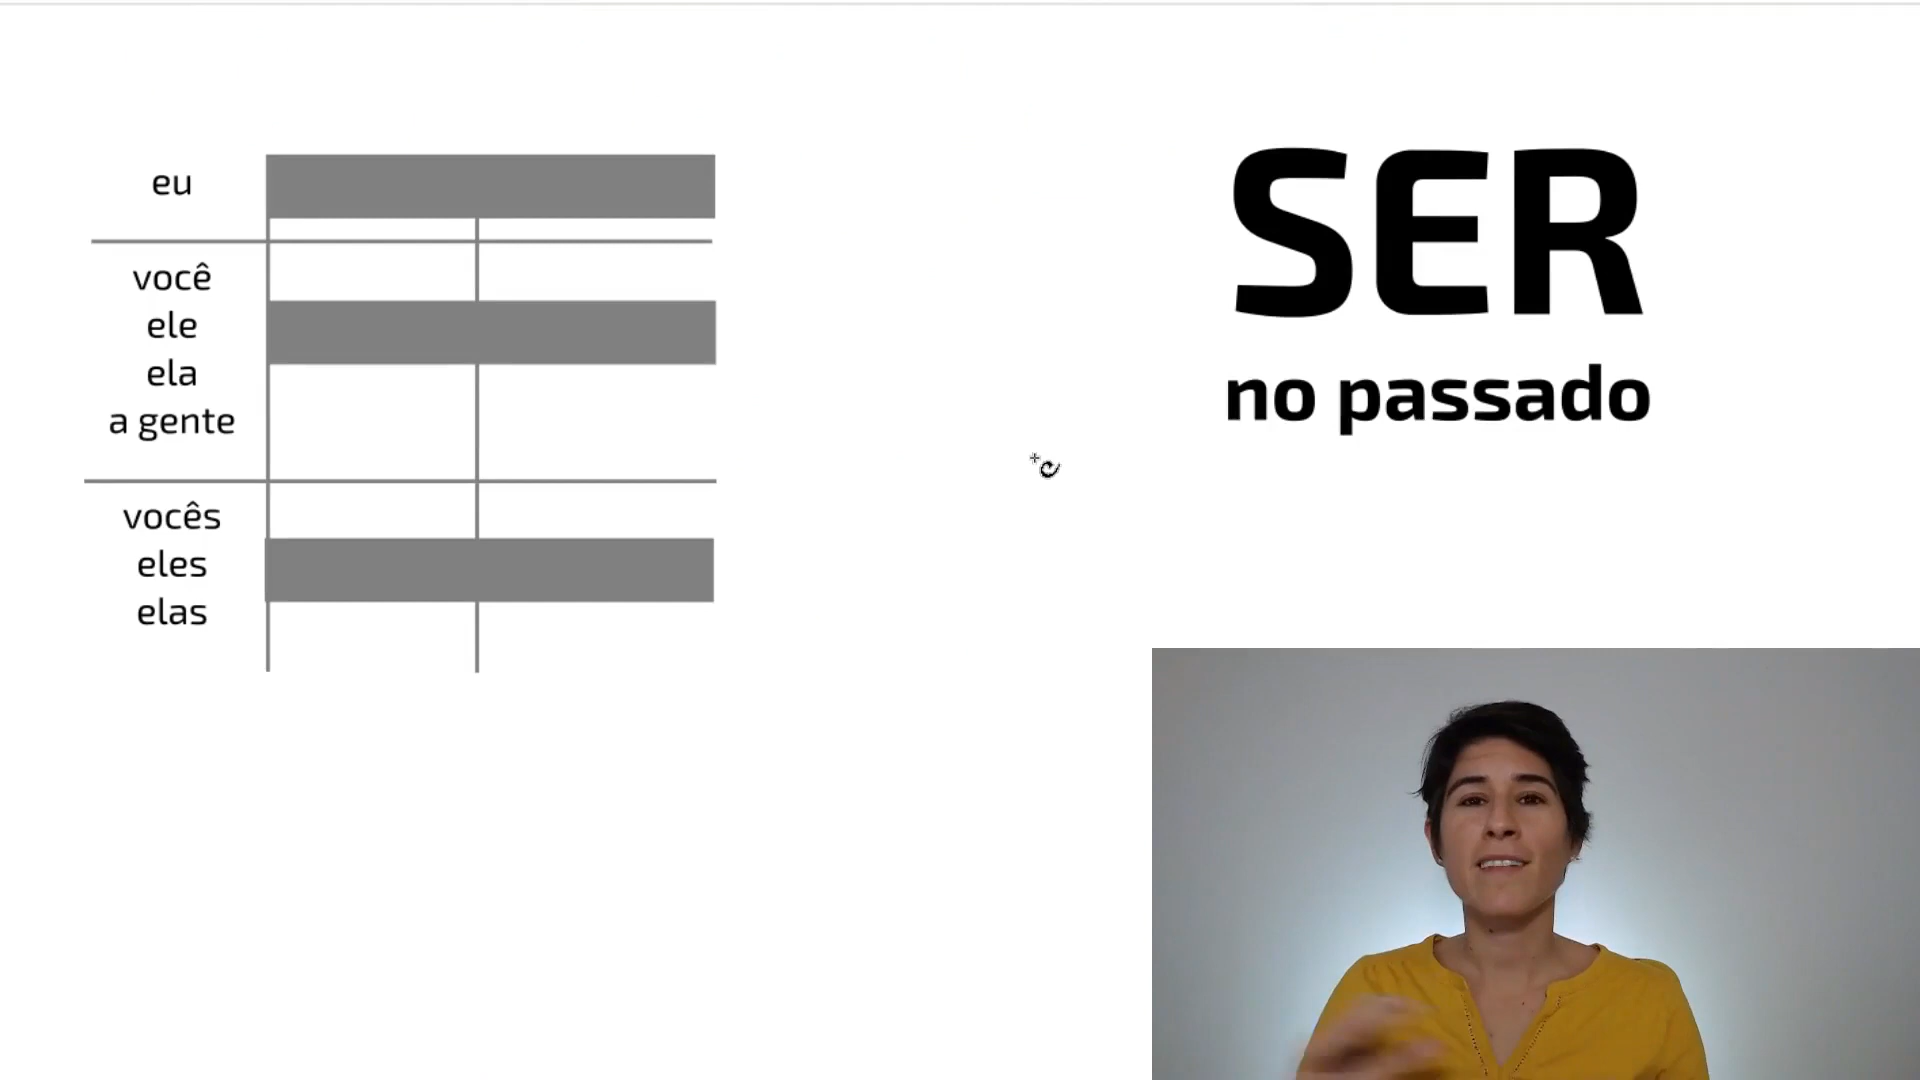 eu
você
ele
ela
a gente
vocês
eles
elas
SER
no passado